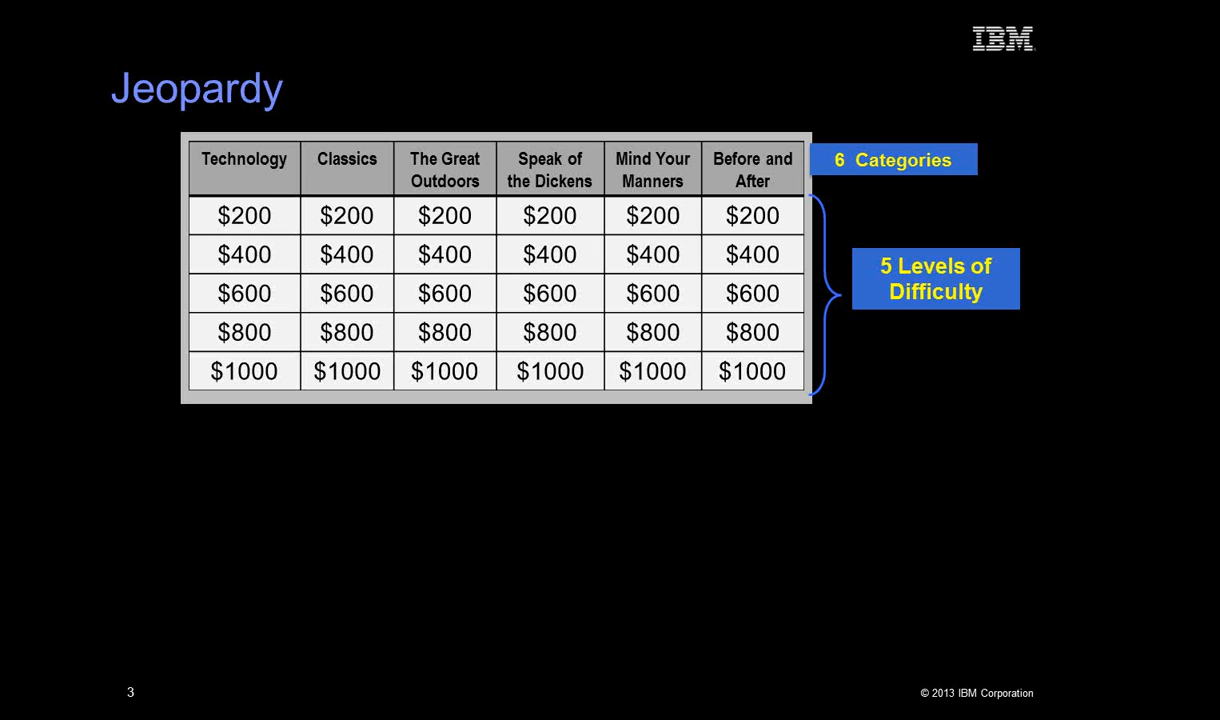 IBM
Jeopardy
Technology Classics The Great Outdoors Speak of the Dickens Mind Your Manners Before and After
$200 $200 $200 $200 $200 $200
$400 $400 $400 $400 $400 $400
$600 $600 $600 $600 $600 $600
$800 $800 $800 $800 $800 $800
$1000 $1000 $1000 $1000 $1000 $1000
6 Categories
5 Levels of
Difficulty
3
© 2013 IBM Corporation